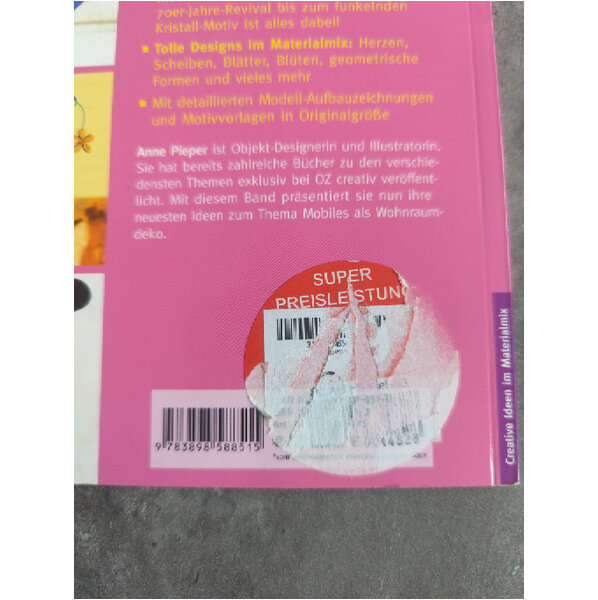 70er-Jahre-Revival bis zum funkelnden
Kristall-Motiv ist alles dabei!
Tolle Designs im Materialmix: Herzen,
Scheiben, Blätter, Blüten, geometrische
Formen und vieles mehr
Mit detaillierten Modell-Aufbauzeichnungen
und Motivvorlagen in Originalgröße
Anne Pieper ist Objekt-Designerin und Illustratorin.
Sie hat bereits zahlreiche Bücher zu den verschie-
densten Themen exklusiv bei OZ creativ veröffent-
licht. Mit diesem Band präsentiert sie nun ihre
neuesten Ideen zum Thema Mobiles als Wohnraum-
deko.
SUPER
PREISLEISTUNG
9 783898 588515
Creative Ideen im Materialmix